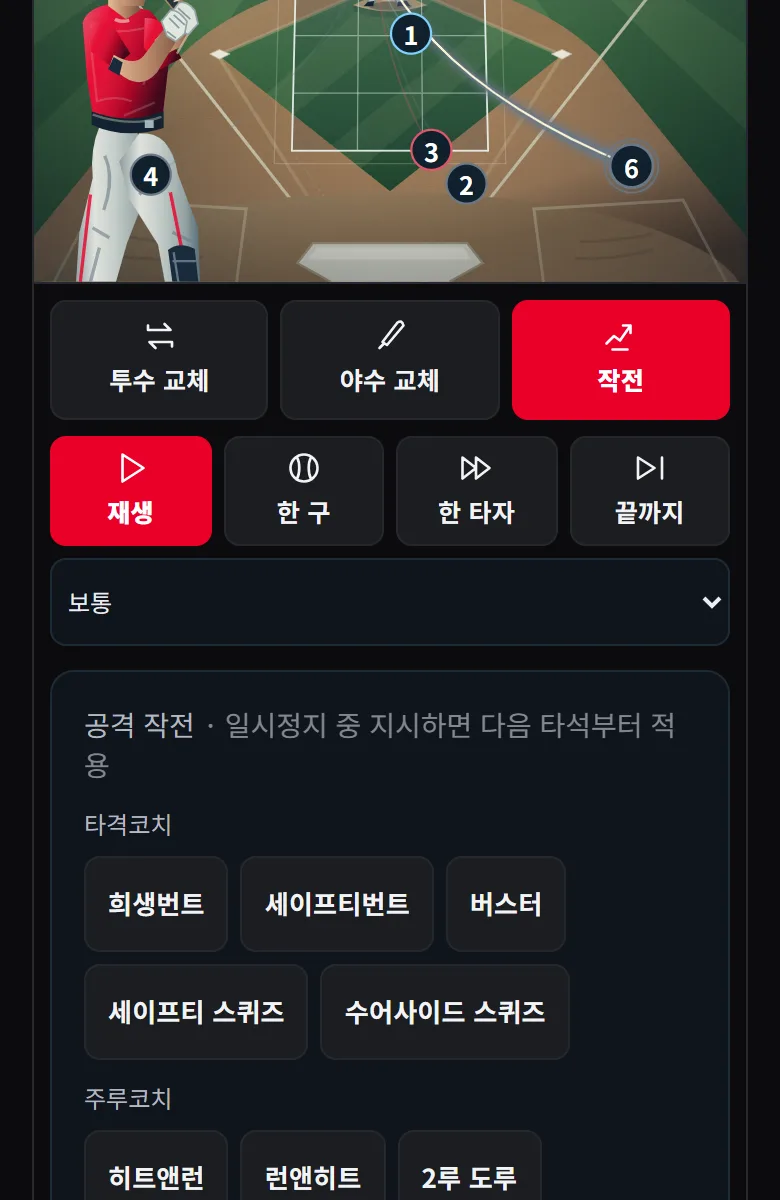 1
3
2
4
6
투수 교체
야수 교체
작전
재생
한 구
한 타자
끝까지
보통
공격 작전 · 일시정지 중 지시하면 다음 타석부터 적
용
타격코치
희생번트
세이프티번트
버스터
세이프티 스퀴즈
수어사이드 스퀴즈
주루코치
히트앤런
런앤히트
2루 도루